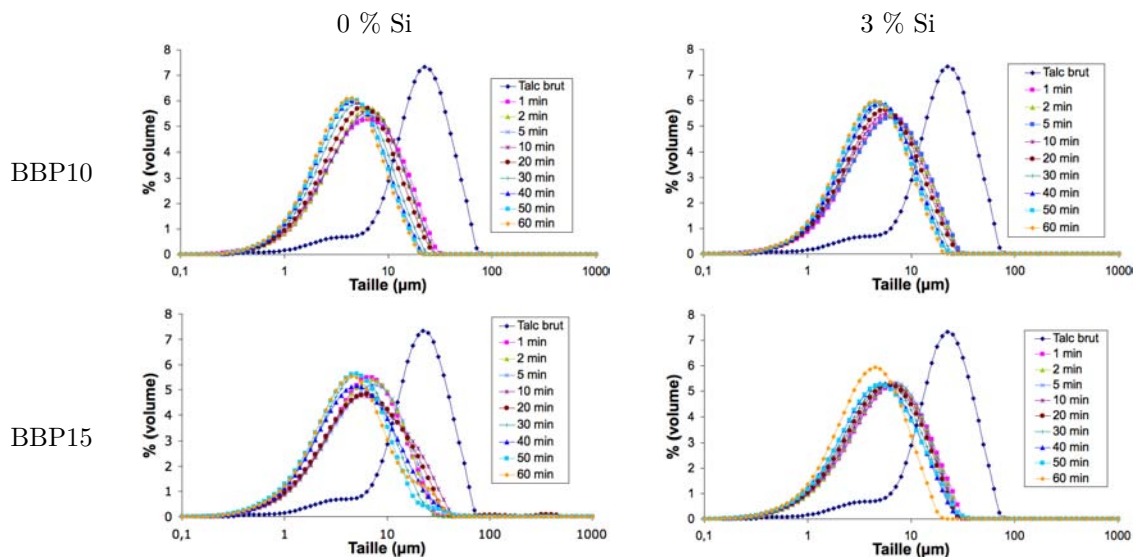 0 % Si
3 % Si
BBP10
% (volume)
8
7
6
5
4
3
2
1
0
0,1
1
10
100
1000
Taille (µm)
Talc brut
1 min
2 min
5 min
10 min
20 min
30 min
40 min
50 min
60 min
% (volume)
8
7
6
5
4
3
2
1
0
0,1
1
10
100
1000
Taille (µm)
Talc brut
1 min
2 min
5 min
10 min
20 min
30 min
40 min
50 min
60 min
BBP15
% (volume)
8
7
6
5
4
3
2
1
0
0,1
1
10
100
1000
Taille (µm)
Talc brut
1 min
2 min
5 min
10 min
20 min
30 min
40 min
50 min
60 min
% (volume)
8
7
6
5
4
3
2
1
0
0,1
1
10
100
1000
Taille (µm)
Talc brut
1 min
2 min
5 min
10 min
20 min
30 min
40 min
50 min
60 min